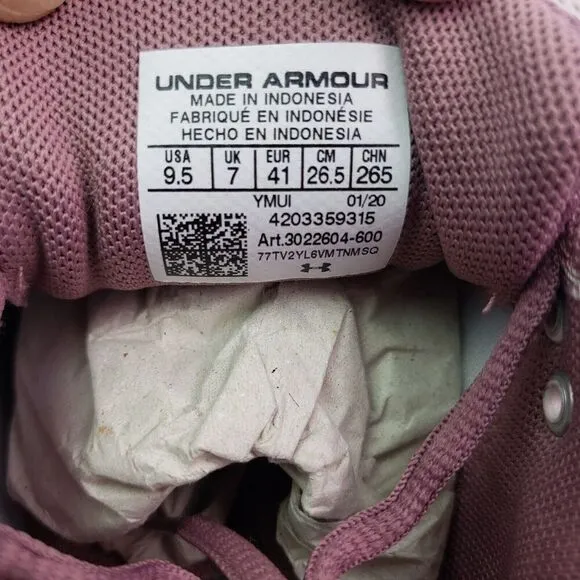 UNDER ARMOUR
MADE IN INDONESIA
FABRIQUÉ EN INDONÉSIE
HECHO EN INDONESIA
USA UK EUR CM CHN
9.5 7 41 26.5 265
YMUI 01/20
4203359315
Art.3022604-600
77TV2YL6VMTNMSQ